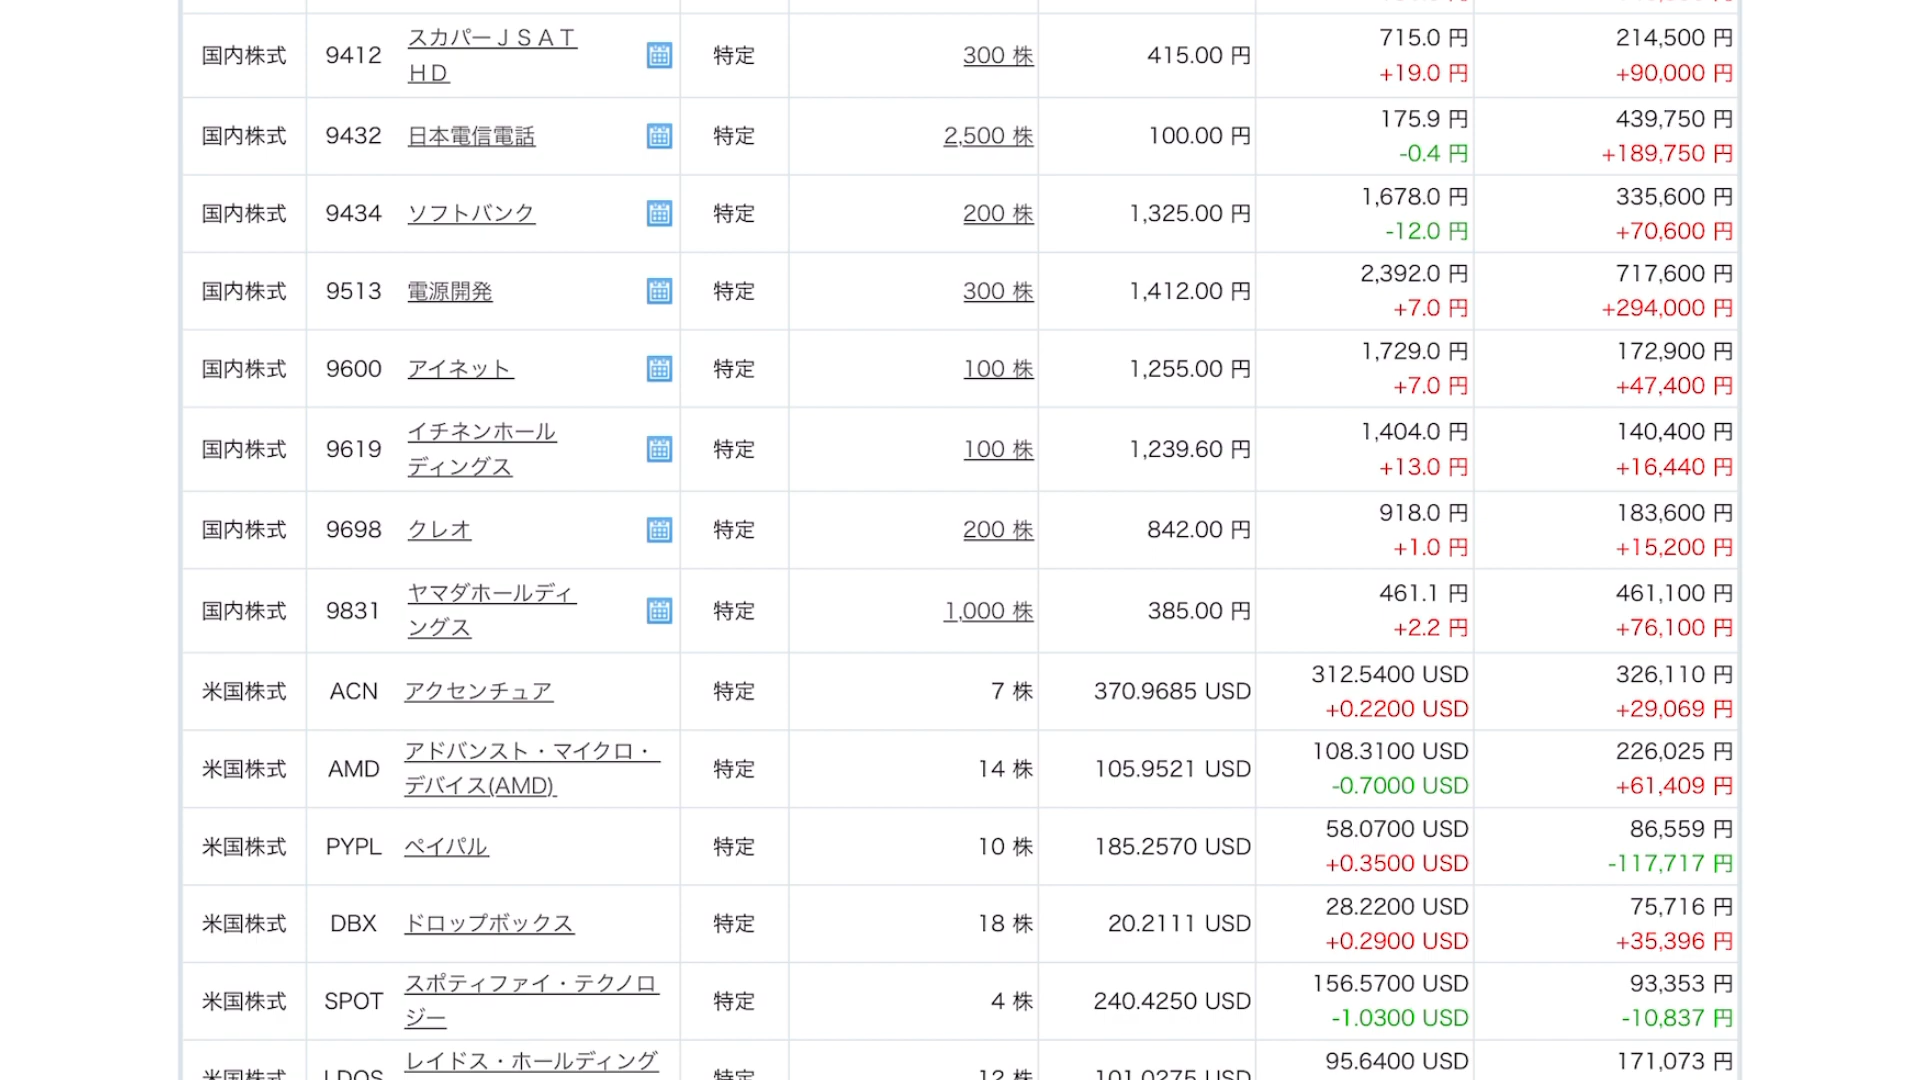 国内株式 9412 スカパーＪＳＡＴ 特定 300 株 415.00 円 715.0 円 214,500 円
ＨＤ +19.0 円 +90,000 円
国内株式 9432 日本電信電話 特定 2,500 株 100.00 円 175.9 円 439,750 円
-0.4 円 +189,750 円
国内株式 9434 ソフトバンク 特定 200 株 1,325.00 円 1,678.0 円 335,600 円
-12.0 円 +70,600 円
国内株式 9513 電源開発 特定 300 株 1,412.00 円 2,392.0 円 717,600 円
+7.0 円 +294,000 円
国内株式 9600 アイネット 特定 100 株 1,255.00 円 1,729.0 円 172,900 円
+7.0 円 +47,400 円
国内株式 9619 イチネンホール 特定 100 株 1,239.60 円 1,404.0 円 140,400 円
ディングス +13.0 円 +16,440 円
国内株式 9698 クレオ 特定 200 株 842.00 円 918.0 円 183,600 円
+1.0 円 +15,200 円
国内株式 9831 ヤマダホールディ 特定 1,000 株 385.00 円 461.1 円 461,100 円
ングス +2.2 円 +76,100 円
米国株式 ACN アクセンチュア 特定 7 株 370.9685 USD 312.5400 USD 326,110 円
+0.2200 USD +29,069 円
米国株式 AMD アドバンスト・マイクロ・ 特定 14 株 105.9521 USD 108.3100 USD 226,025 円
デバイス(AMD) -0.7000 USD +61,409 円
米国株式 PYPL ペイパル 特定 10 株 185.2570 USD 58.0700 USD 86,559 円
+0.3500 USD -117,717 円
米国株式 DBX ドロップボックス 特定 18 株 20.2111 USD 28.2200 USD 75,716 円
+0.2900 USD +35,396 円
米国株式 SPOT スポティファイ・テクノロ 特定 4 株 240.4250 USD 156.5700 USD 93,353 円
ジー -1.0300 USD -10,837 円
レイドス・ホールディング 95.6400 USD 171,073 円
米国株式 LDOS 特定 12 株 101.0275 USD